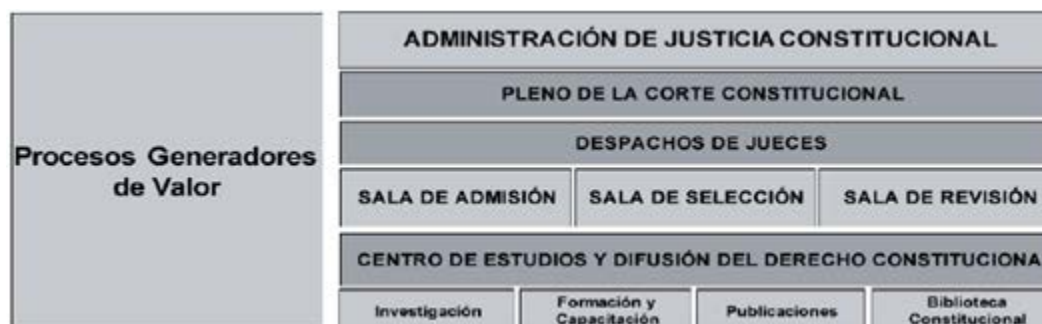 Procesos Generadores
de Valor
ADMINISTRACIÓN DE JUSTICIA CONSTITUCIONAL
PLENO DE LA CORTE CONSTITUCIONAL
DESPACHOS DE JUECES
SALA DE ADMISIÓN
SALA DE SELECCIÓN
SALA DE REVISIÓN
CENTRO DE ESTUDIOS Y DIFUSIÓN DEL DERECHO CONSTITUCIONA
Investigación
Formación y
Capacitación
Publicaciones
Biblioteca
Constitucional